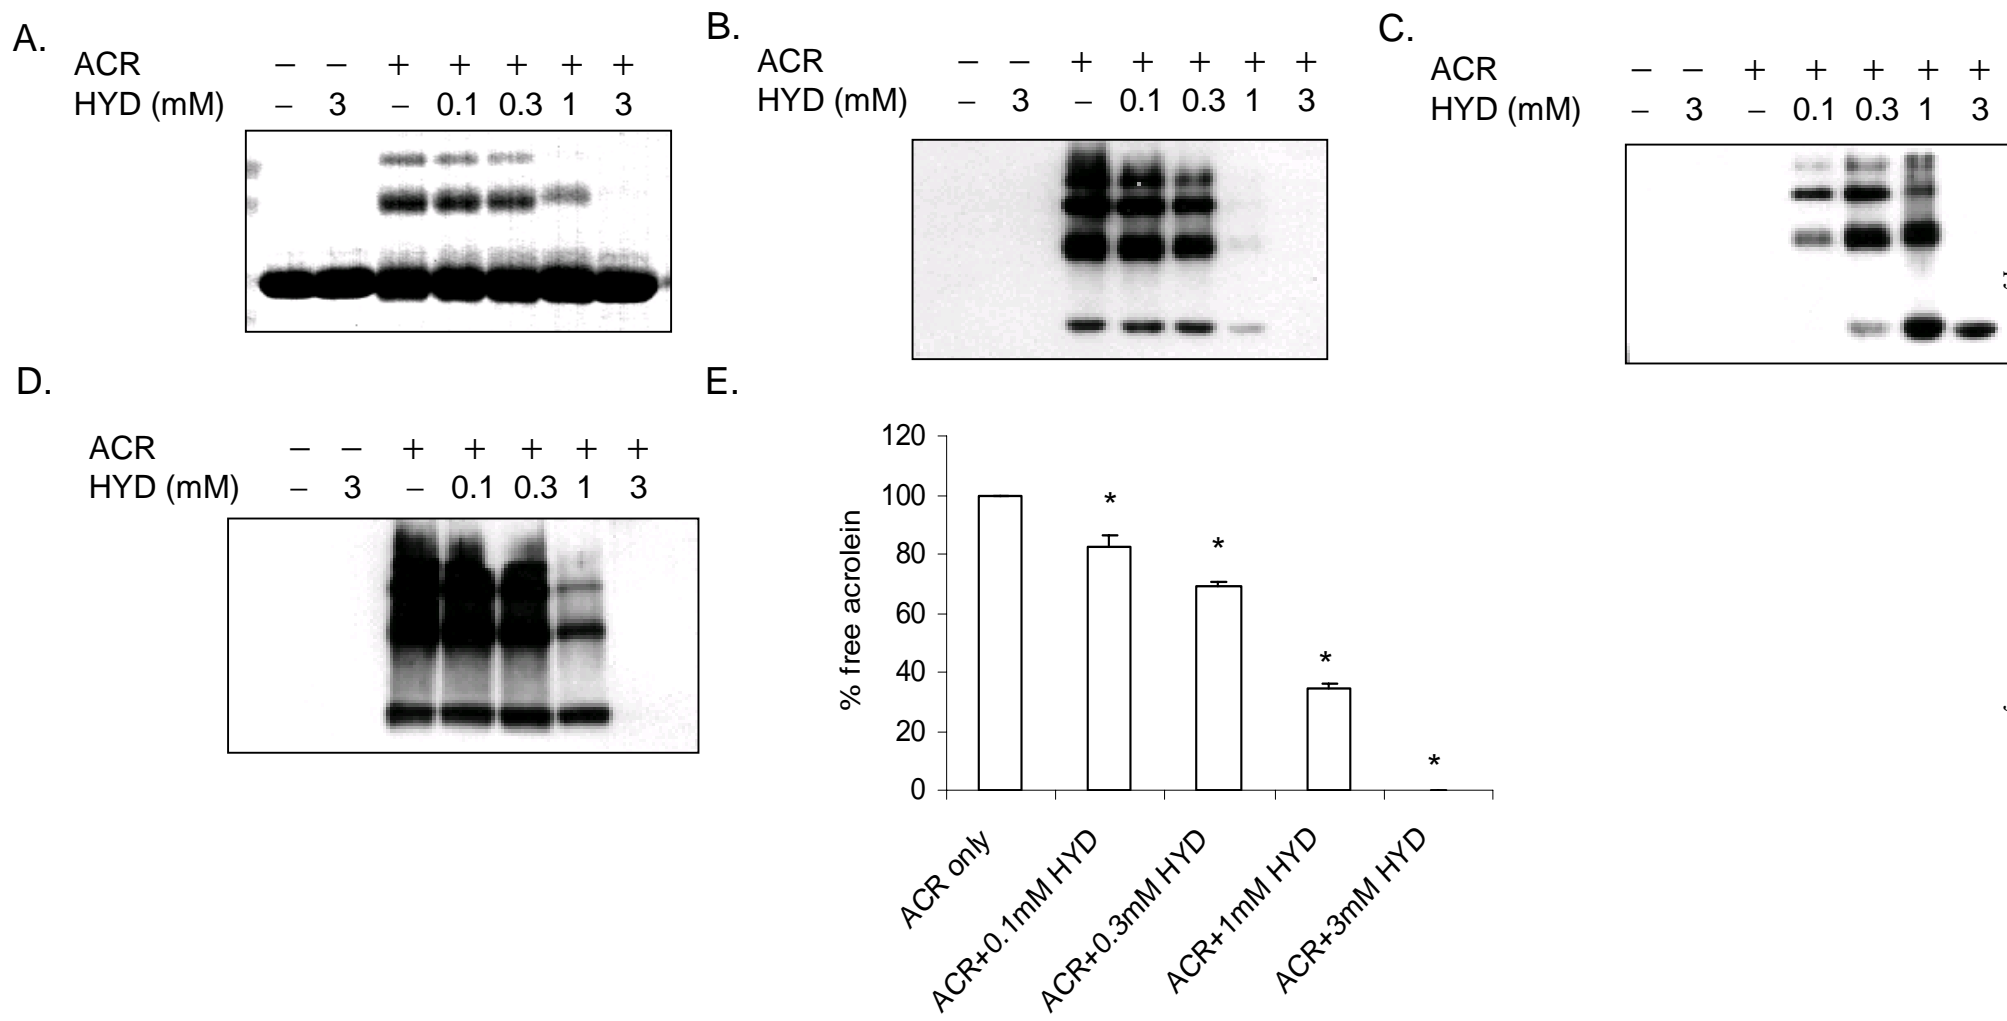 A.
ACR – – + + + + +
HYD (mM) – 3 – 0.1 0.3 1 3
B.
ACR – – + + + + +
HYD (mM) – 3 – 0.1 0.3 1 3
C.
ACR – – + + + + +
HYD (mM) – 3 – 0.1 0.3 1 3
D.
ACR – – + + + + +
HYD (mM) – 3 – 0.1 0.3 1 3
E.
% free acrolein
120
100
80
60
40
20
0
* * * *
ACR only
ACR+0.1mM HYD
ACR+0.3mM HYD
ACR+1mM HYD
ACR+3mM HYD